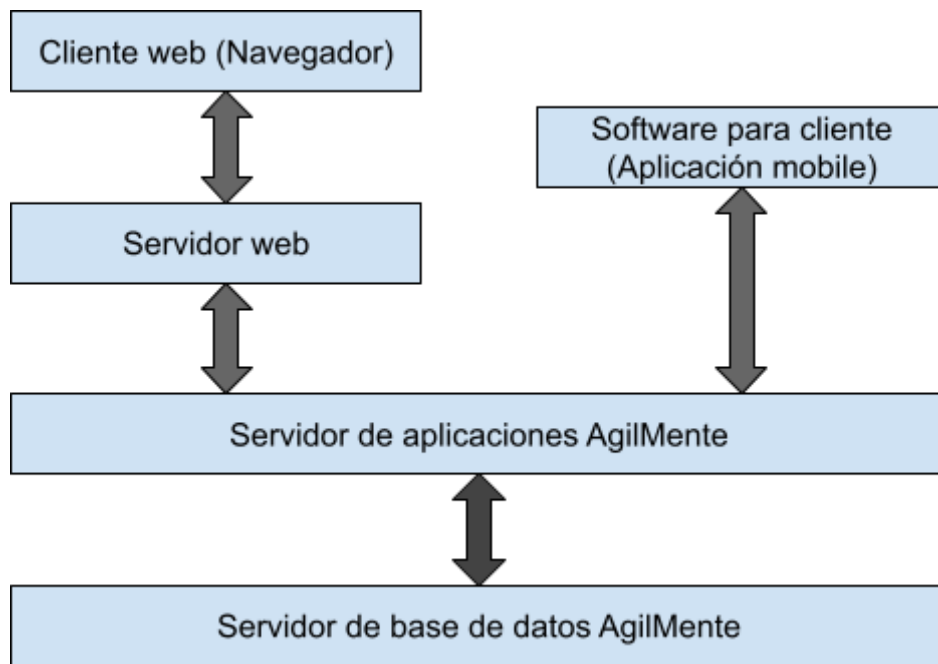 Cliente web (Navegador)
Software para cliente
(Aplicación mobile)
Servidor web
Servidor de aplicaciones AgilMente
Servidor de base de datos AgilMente